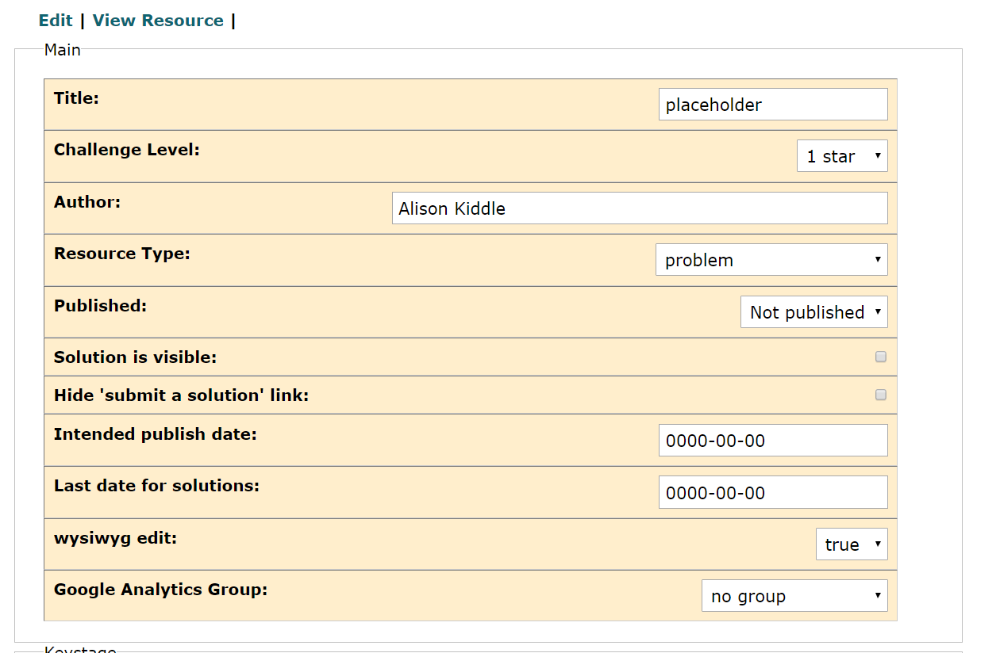 Edit | View Resource |
Main
Title: placeholder
Challenge Level: 1 star
Author: Alison Kiddle
Resource Type: problem
Published: Not published
Solution is visible:
Hide 'submit a solution' link:
Intended publish date: 0000-00-00
Last date for solutions: 0000-00-00
wysiwyg edit: true
Google Analytics Group: no group
Keystage